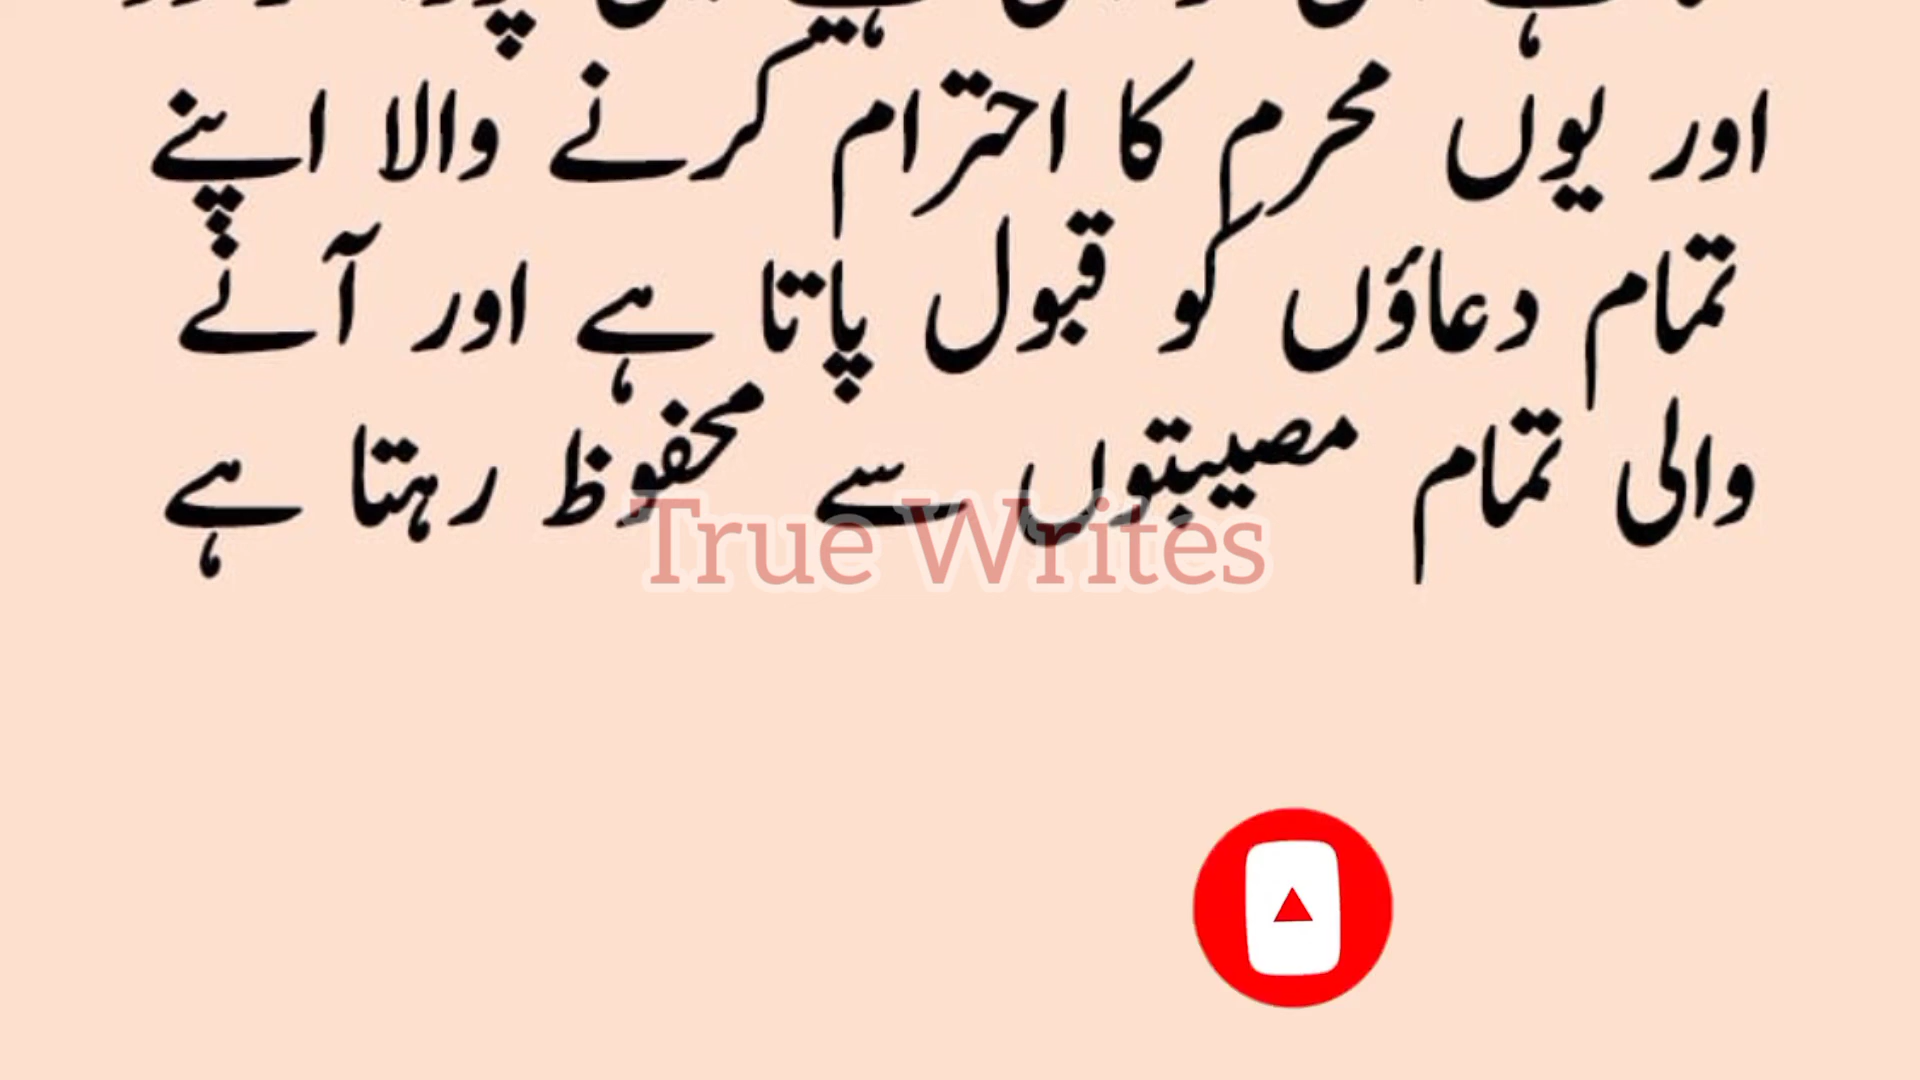 اور یوں محرم کا احترام کرنے والا اپنے
تمام دعاؤں کو قبول پاتا ہے اور آنے
والی تمام مصیبتوں سے محفوظ رہتا ہے
True Writes